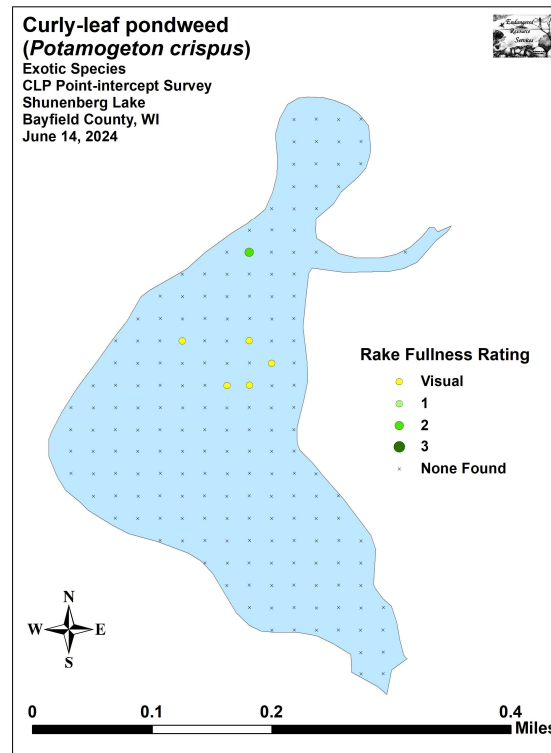 Curly-leaf pondweed
(Potamogeton crispus)
Exotic Species
CLP Point-intercept Survey
Shunenberg Lake
Bayfield County, WI
June 14, 2024
Endangered
Resource
Services
Rake Fullness Rating
Visual
1
2
3
None Found
N
W E
S
0 0.1 0.2 0.4
Miles